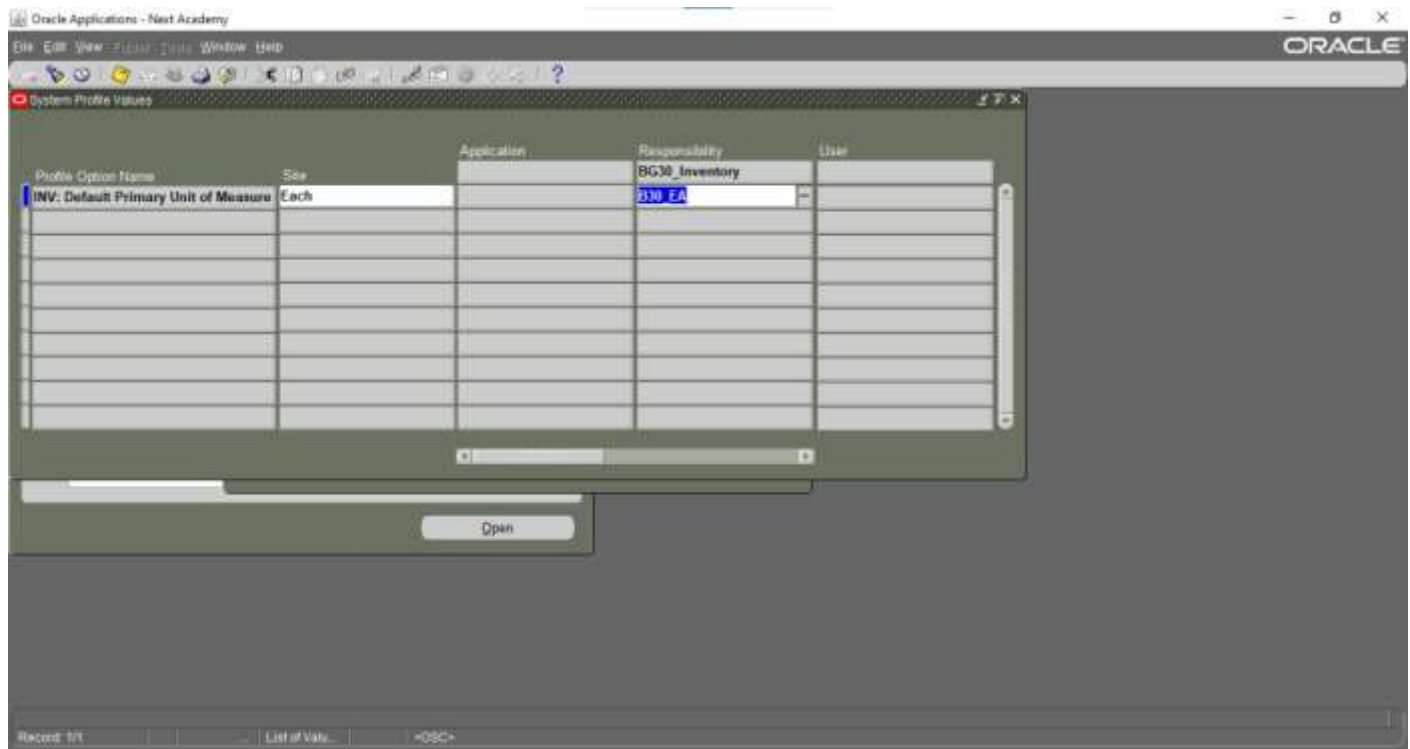 Oracle Applications - Next Academy
File Edit View Folder Tools Window Help
ORACLE
System Profile Values
Application Responsibility User
Profile Option Name Site BG30_Inventory
INV: Default Primary Unit of Measure Each B30_EA
Open
Record: 1/1 ... List of Valu... <OSC>